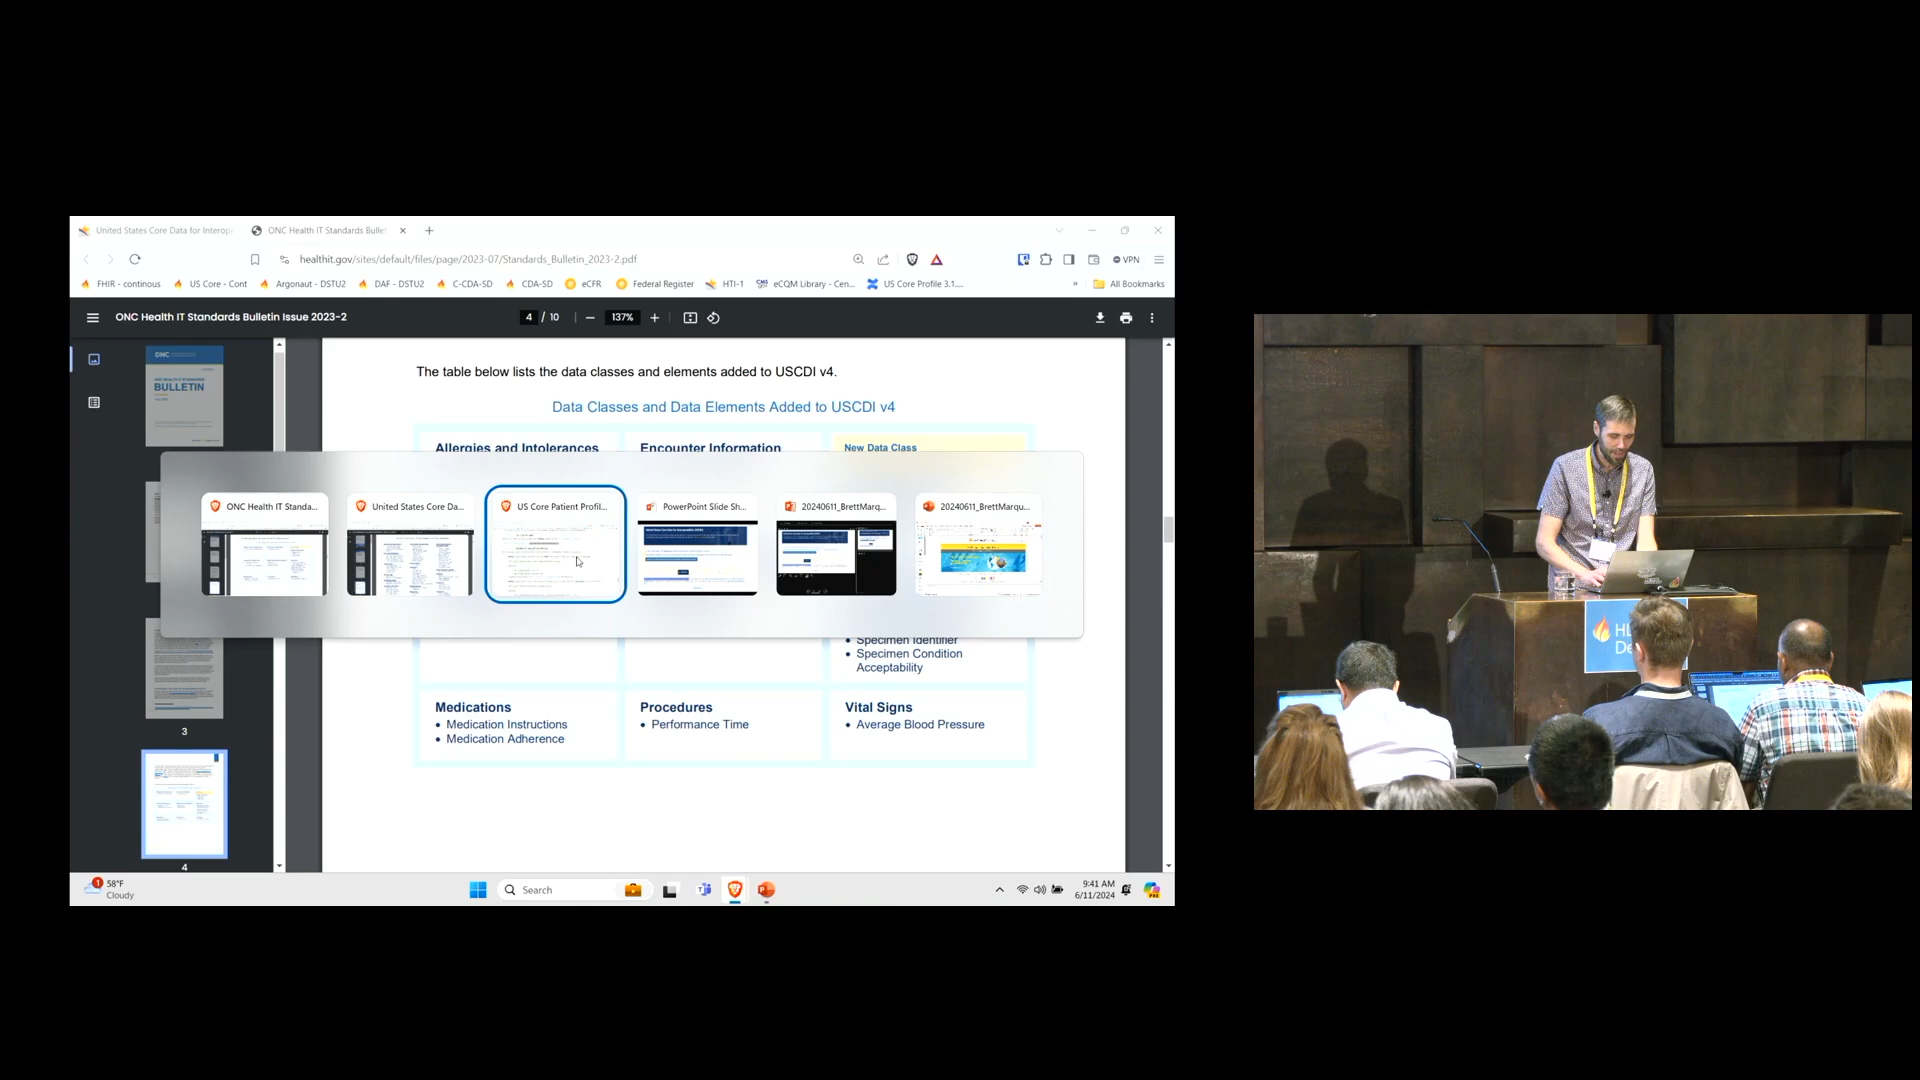 United States Core Data for Interop
ONC Health IT Standards Bullet
healthit.gov/sites/default/files/page/2023-07/Standards_Bulletin_2023-2.pdf
VPN
FHIR - continous
US Core - Cont
Argonaut - DSTU2
DAF - DSTU2
C-CDA-SD
CDA-SD
eCFR
Federal Register
HTI-1
eCQM Library - Cen...
US Core Profile 3.1....
»
All Bookmarks
ONC Health IT Standards Bulletin Issue 2023-2
4 / 10
137%
BULLETIN
The table below lists the data classes and elements added to USCDI v4.
Data Classes and Data Elements Added to USCDI v4
Allergies and Intolerances
Encounter Information
New Data Class
ONC Health IT Standa...
United States Core Da...
US Core Patient Profil...
PowerPoint Slide Sh...
20240611_BrettMarq...
20240611_BrettMarqu...
• Specimen Identifier
• Specimen Condition
Acceptability
Medications
• Medication Instructions
• Medication Adherence
Procedures
• Performance Time
Vital Signs
• Average Blood Pressure
3
4
1
58°F
Cloudy
Search
9:41 AM
6/11/2024